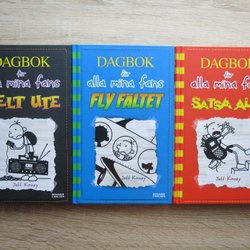 DAGBOK
för
alla mina fans
ELT UTE
Jeff Kinney
DAGBOK
för
alla mina fans
FLY FÄLTET
Jeff Kinney
DAGBOK
för
alla mina fans
SATSA AL
Jeff Kinney